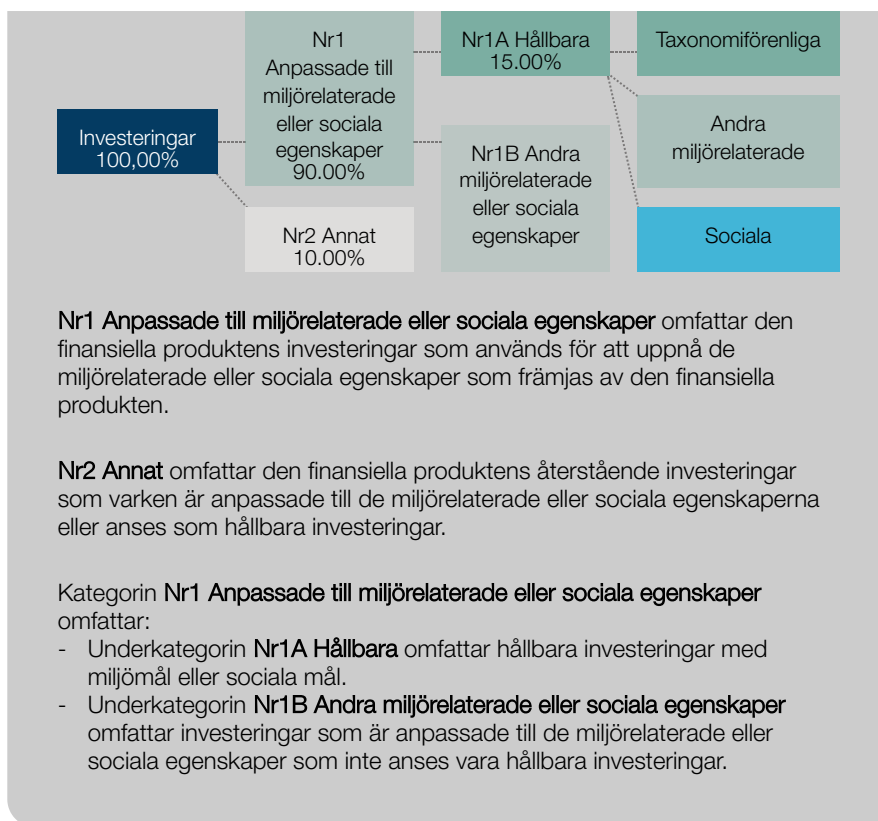 Nr1
Anpassade till
miljörelaterade
eller sociala
egenskaper
90.00%
Nr1A Hållbara
15.00%
Taxonomiförenliga
Investeringar
100,00%
Nr1B Andra
miljörelaterade
eller sociala
egenskaper
Andra
miljörelaterade
Nr2 Annat
10.00%
Sociala
Nr1 Anpassade till miljörelaterade eller sociala egenskaper omfattar den
finansiella produktens investeringar som används för att uppnå de
miljörelaterade eller sociala egenskaper som främjas av den finansiella
produkten.
Nr2 Annat omfattar den finansiella produktens återstående investeringar
som varken är anpassade till de miljörelaterade eller sociala egenskaperna
eller anses som hållbara investeringar.
Kategorin Nr1 Anpassade till miljörelaterade eller sociala egenskaper
omfattar:
- Underkategorin Nr1A Hållbara omfattar hållbara investeringar med
miljömål eller sociala mål.
- Underkategorin Nr1B Andra miljörelaterade eller sociala egenskaper
omfattar investeringar som är anpassade till de miljörelaterade eller
sociala egenskaper som inte anses vara hållbara investeringar.